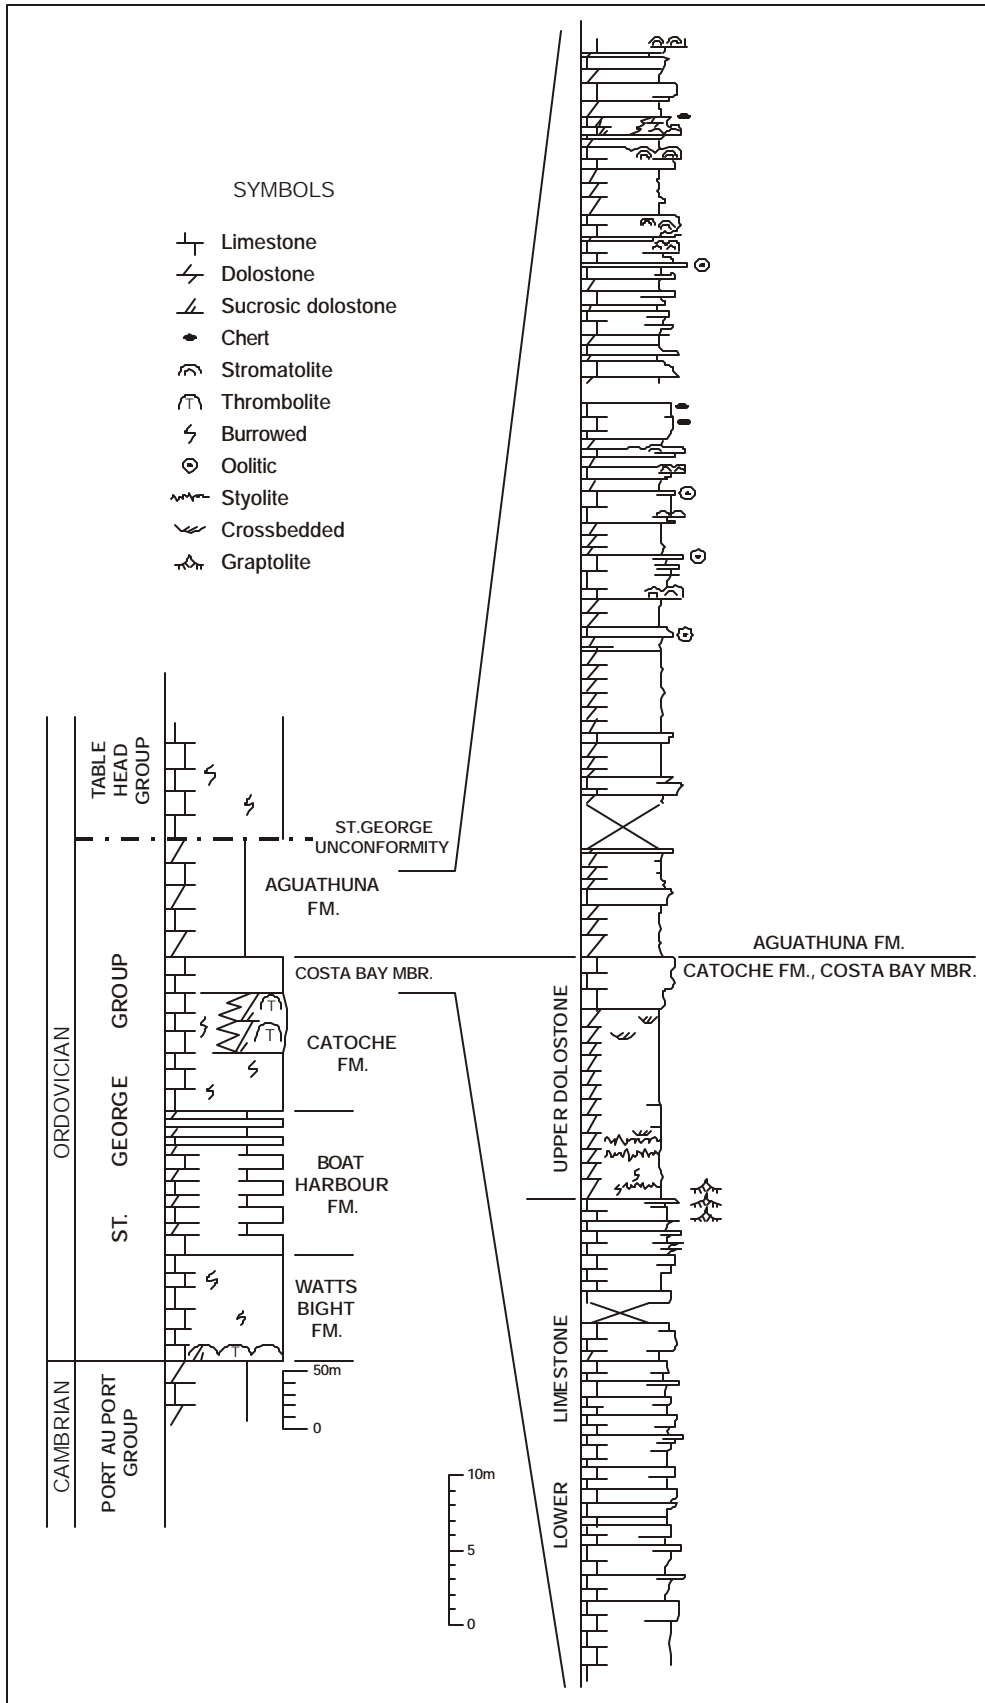 SYMBOLS
Limestone
Dolostone
Sucrosic dolostone
Chert
Stromatolite
T
Thrombolite
Burrowed
Oolitic
Styolite
Crossbedded
Graptolite
ORDOVICIAN
CAMBRIAN
TABLE
HEAD
GROUP
ST. GEORGE GROUP
PORT AU PORT
GROUP
ST.GEORGE
UNCONFORMITY
AGUATHUNA
FM.
COSTA BAY MBR.
T
T
CATOCHE
FM.
BOAT
HARBOUR
FM.
WATTS
BIGHT
FM.
T
50m
0
10m
5
0
AGUATHUNA FM.
CATOCHE FM., COSTA BAY MBR.
UPPER DOLOSTONE
LOWER LIMESTONE